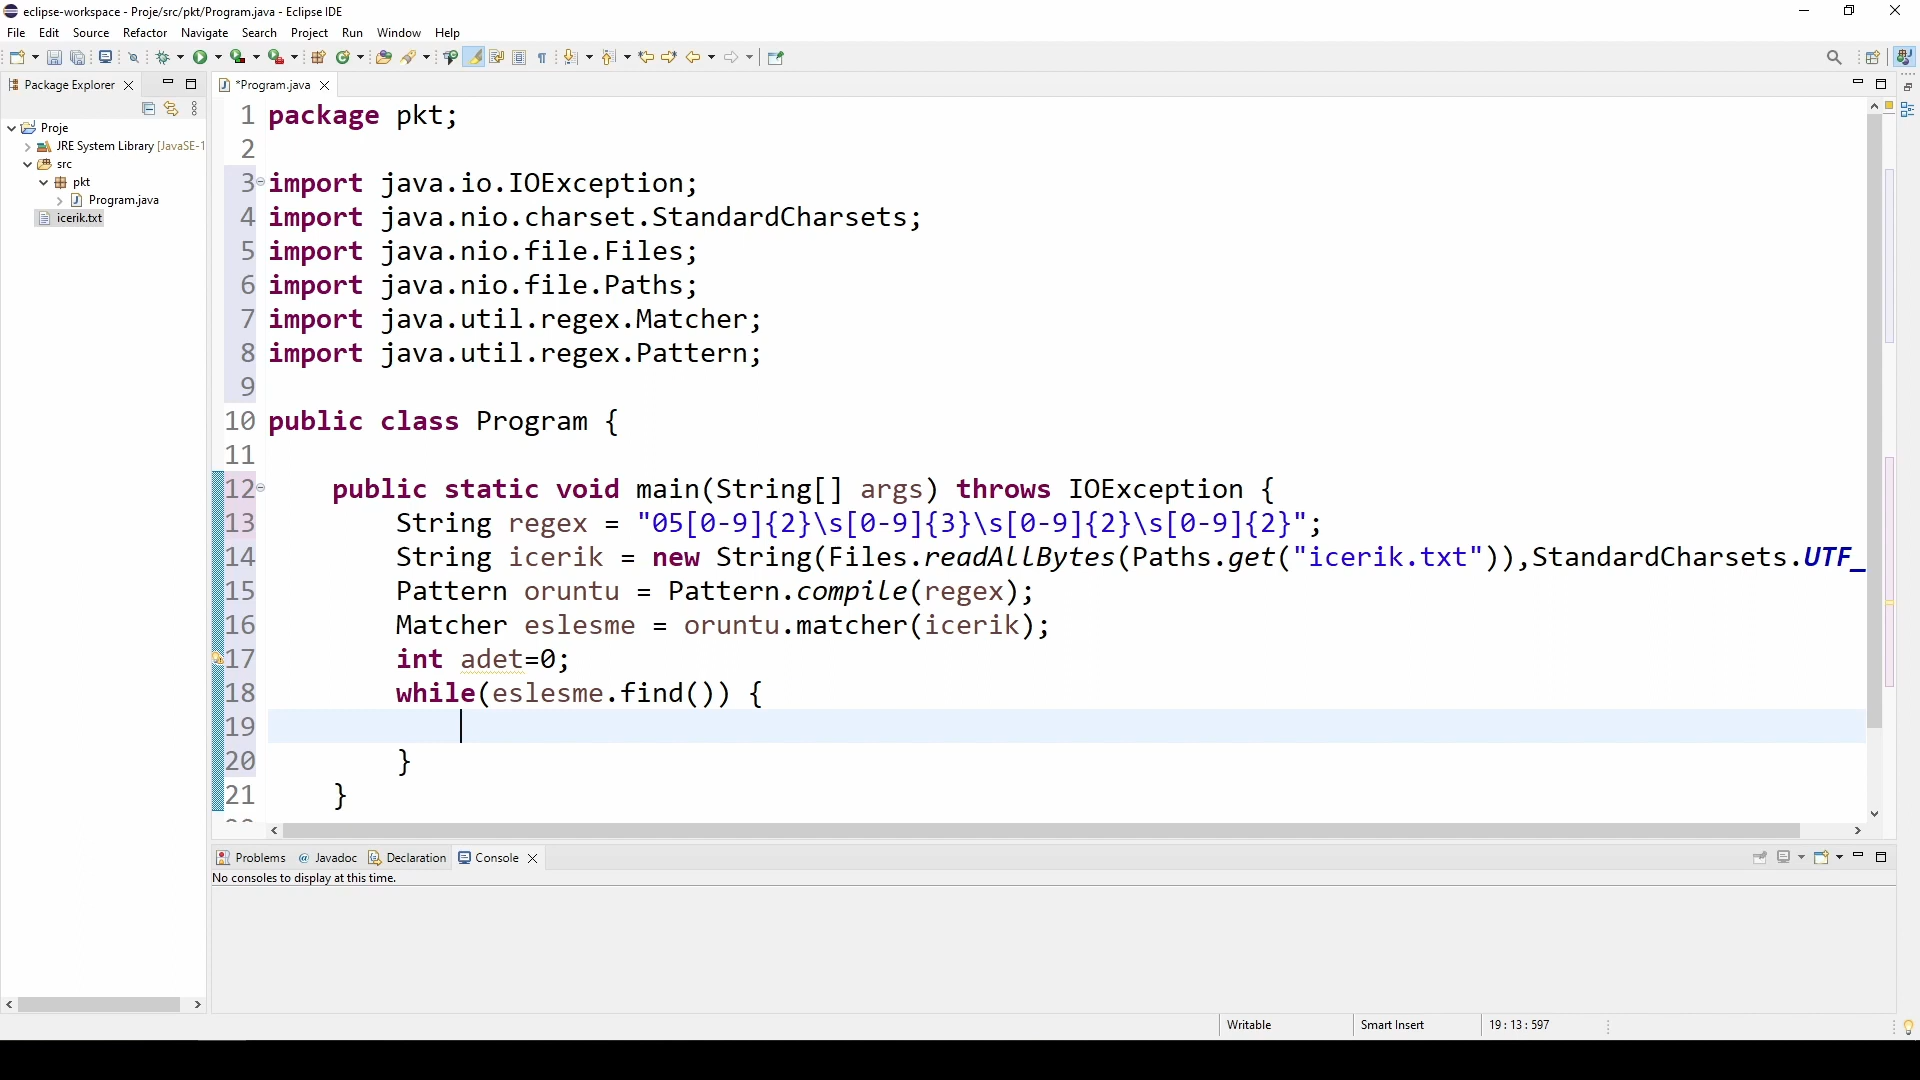 eclipse-workspace - Proje/src/pkt/Program.java - Eclipse IDE
File Edit Source Refactor Navigate Search Project Run Window Help
Package Explorer
*Program.java
Proje
JRE System Library [JavaSE-1
src
pkt
Program.java
icerik.txt
1 package pkt;
2
3 import java.io.IOException;
4 import java.nio.charset.StandardCharsets;
5 import java.nio.file.Files;
6 import java.nio.file.Paths;
7 import java.util.regex.Matcher;
8 import java.util.regex.Pattern;
9
10 public class Program {
11
12 public static void main(String[] args) throws IOException {
13 String regex = "05[0-9]{2}\s[0-9]{3}\s[0-9]{2}\s[0-9]{2}";
14 String icerik = new String(Files.readAllBytes(Paths.get("icerik.txt")),StandardCharsets.UTF_
15 Pattern oruntu = Pattern.compile(regex);
16 Matcher eslesme = oruntu.matcher(icerik);
17 int adet=0;
18 while(eslesme.find()) {
19
20 }
21 }
Problems @ Javadoc Declaration Console
No consoles to display at this time.
Writable Smart Insert 19 : 13 : 597